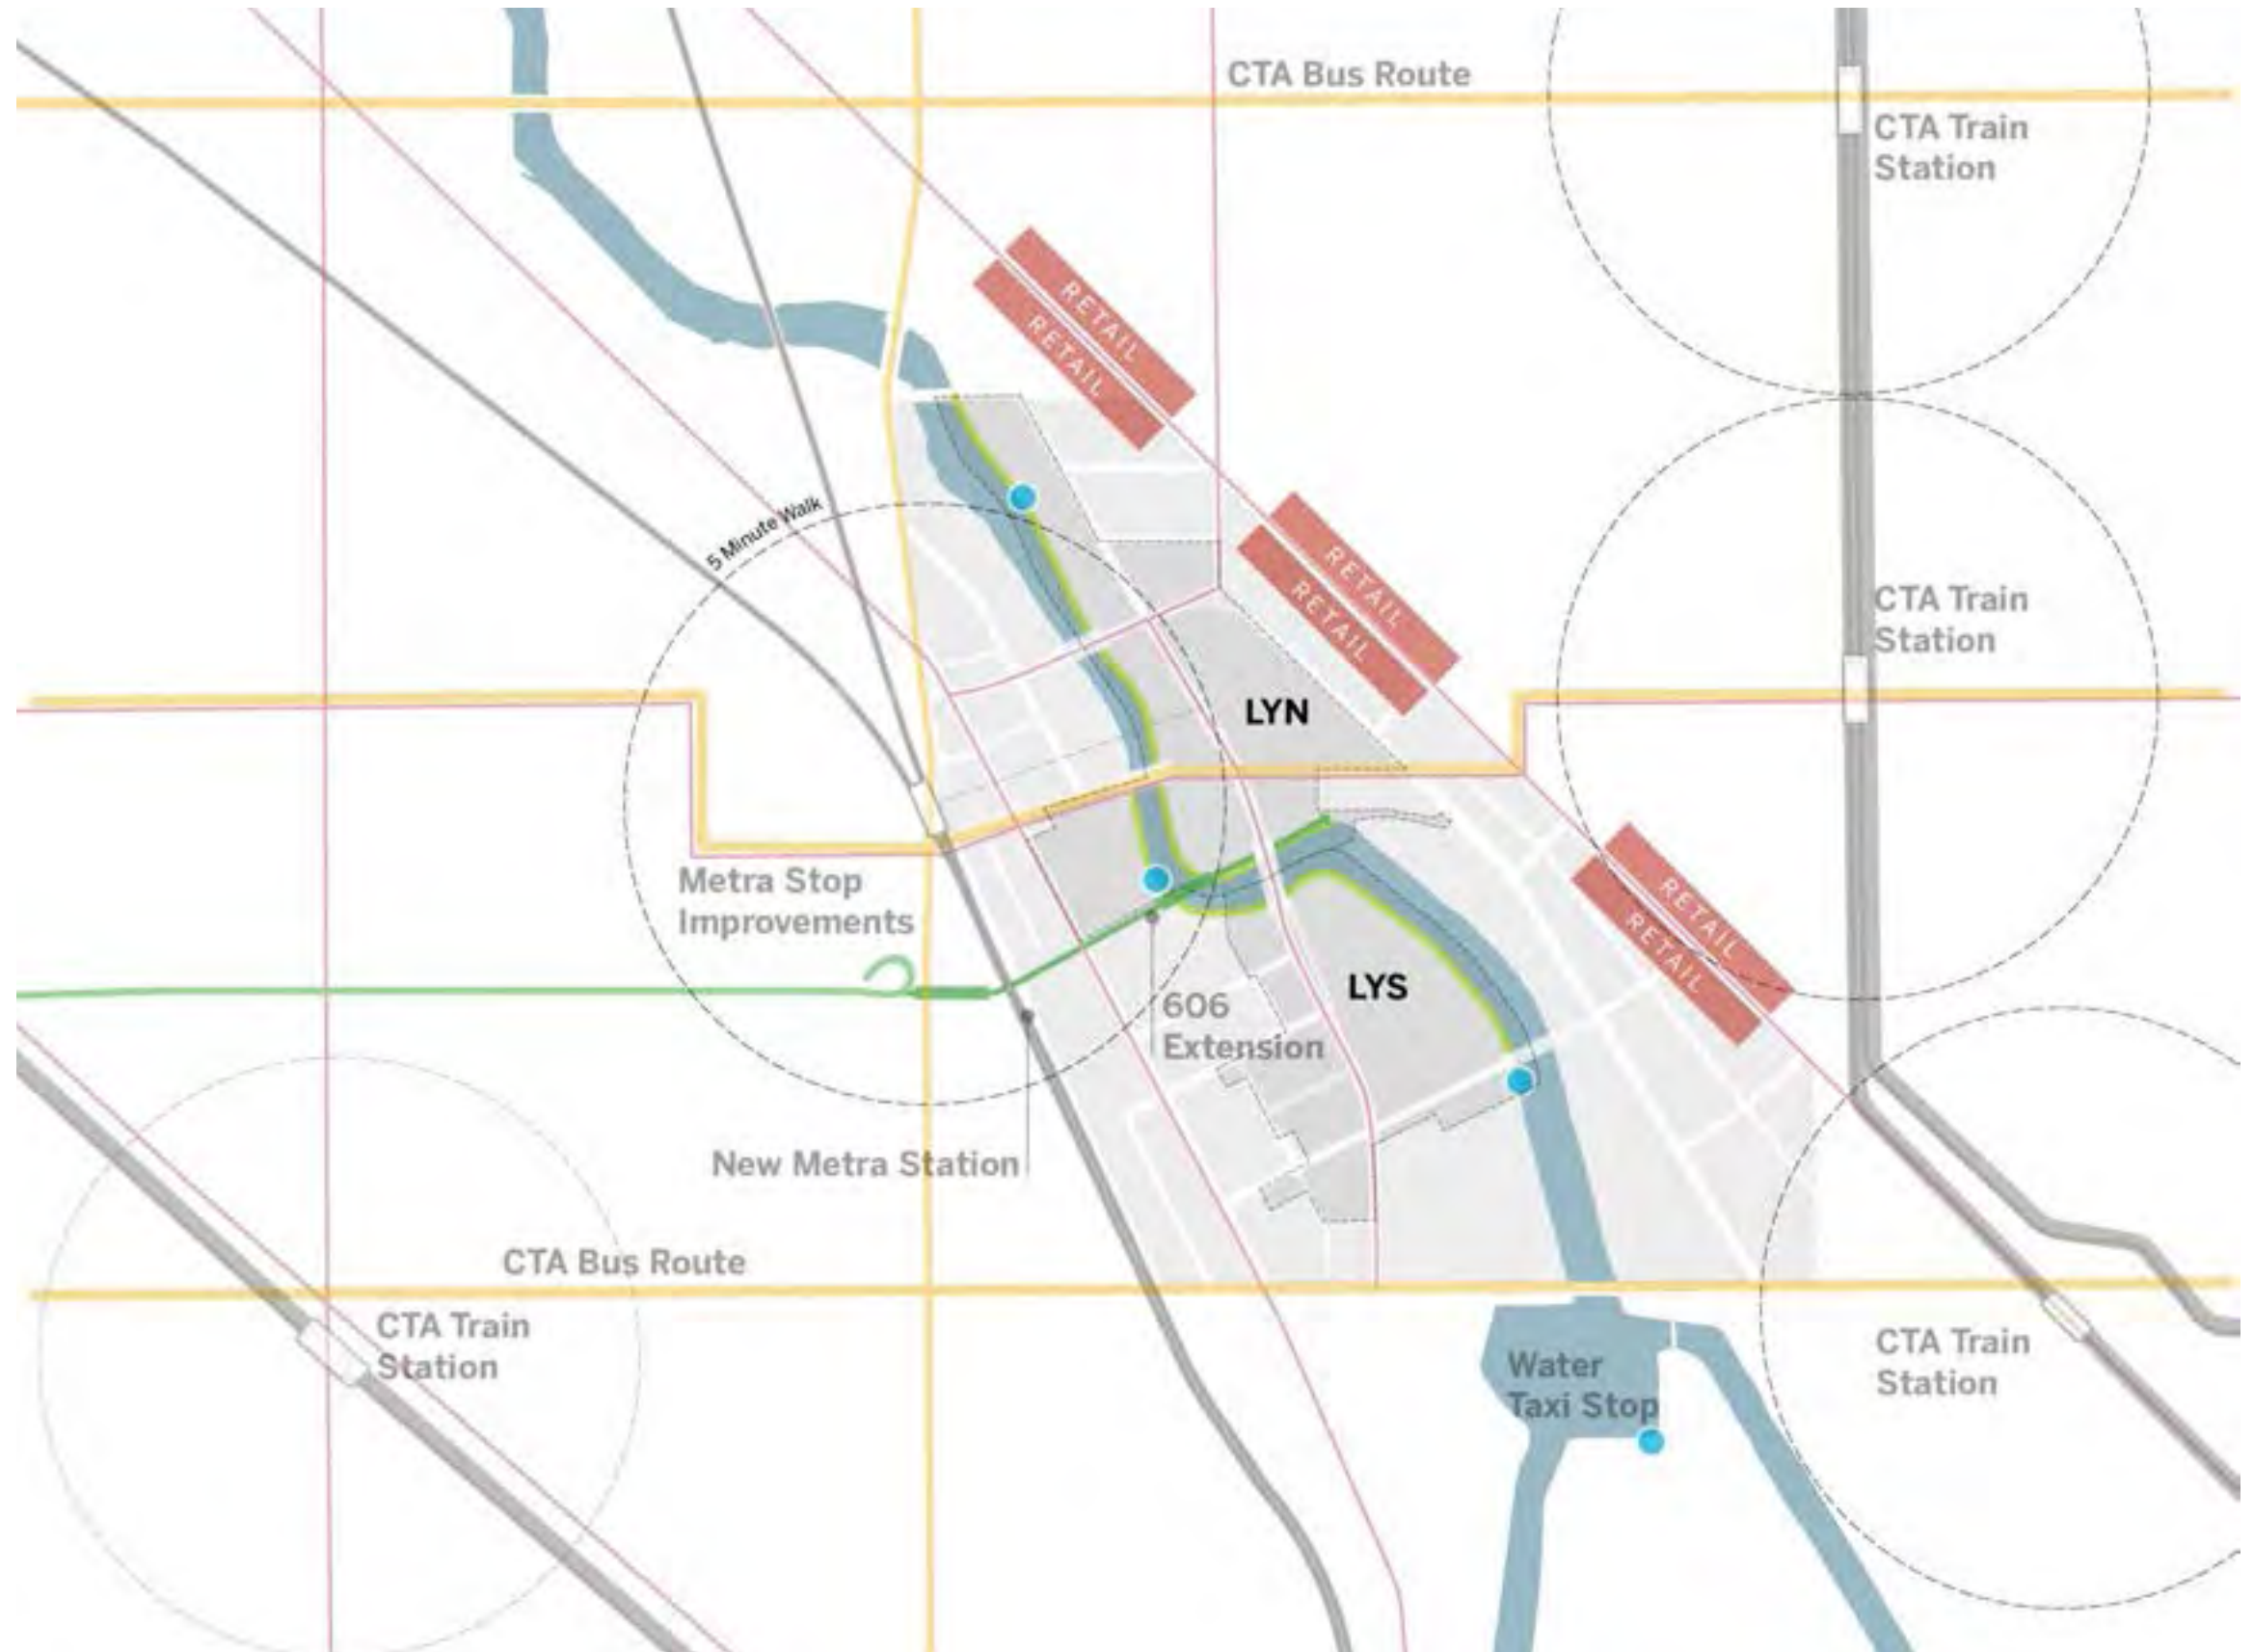 CTA Bus Route
CTA Train
Station
RETAIL
RETAIL
5 Minute Walk
RETAIL
RETAIL
CTA Train
Station
LYN
RETAIL
RETAIL
Metra Stop
Improvements
LYS
606
Extension
New Metra Station
CTA Bus Route
CTA Train
Station
Water
Taxi Stop
CTA Train
Station